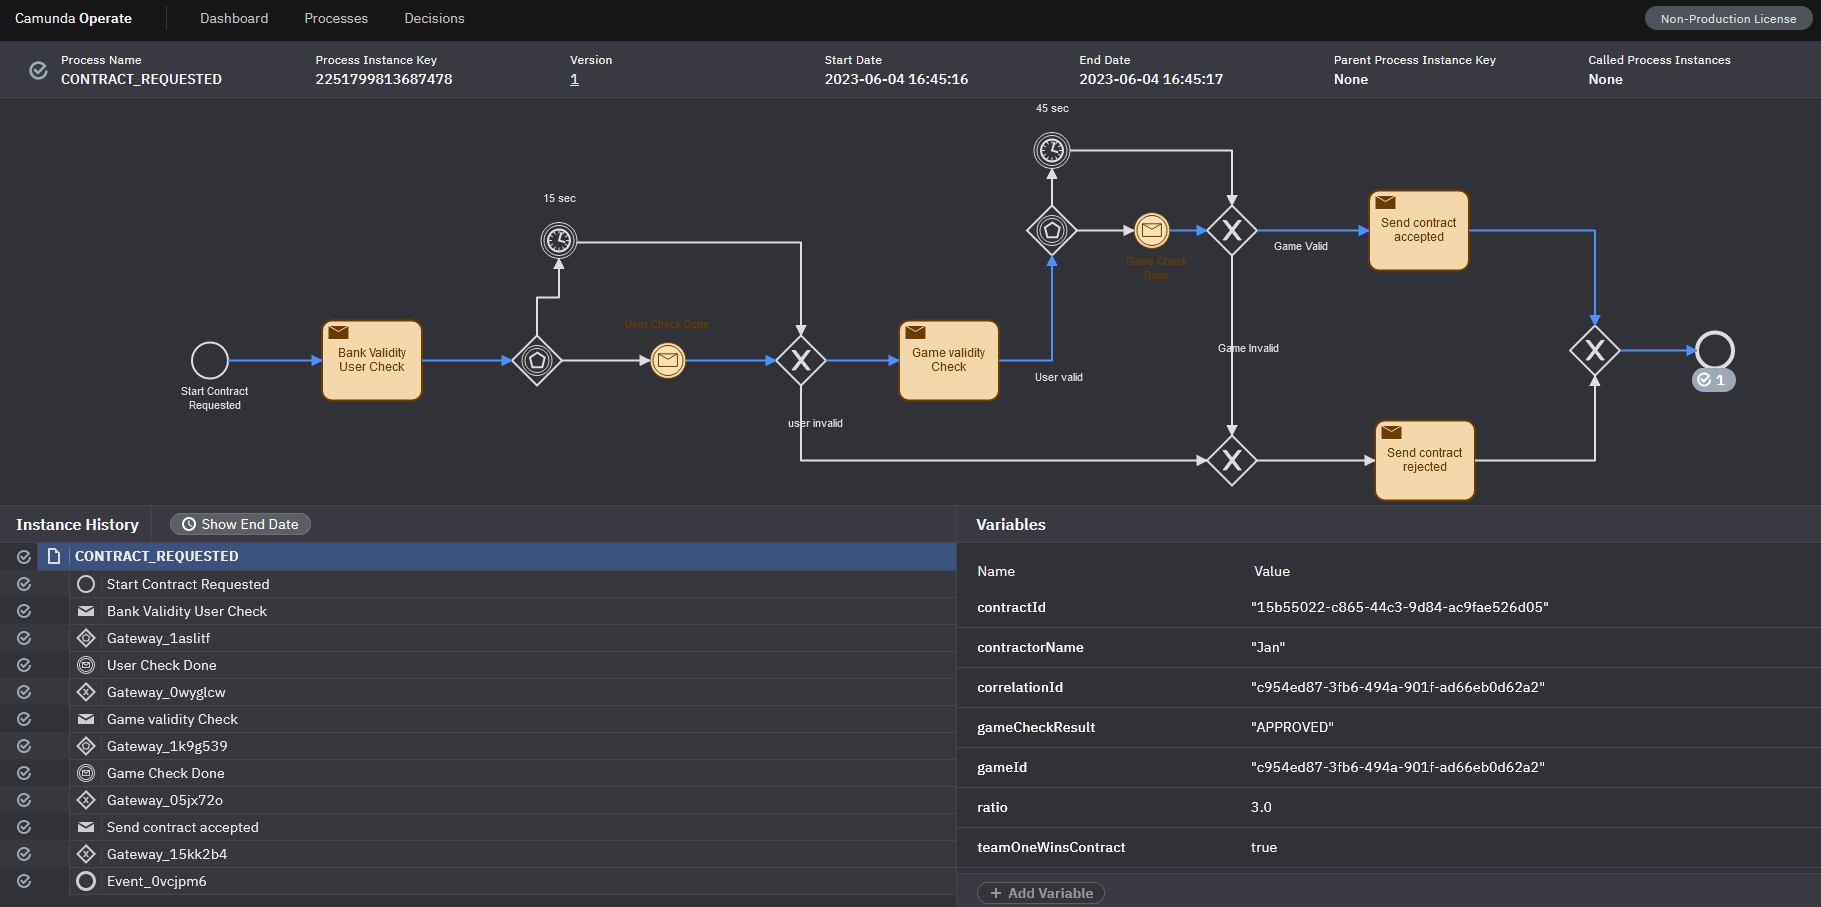 Camunda Operate
Dashboard
Processes
Decisions
Non-Production License
Process Name
CONTRACT_REQUESTED
Process Instance Key
2251799813687478
Version
1
Start Date
2023-06-04 16:45:16
End Date
2023-06-04 16:45:17
Parent Process Instance Key
None
Called Process Instances
None
45 sec
15 sec
Send contract
accepted
Game Valid
Game Check
Done
User Check Done
Bank Validity
User Check
Game validity
Check
Game Invalid
User valid
Start Contract
Requested
1
user invalid
Send contract
rejected
Instance History
Show End Date
CONTRACT_REQUESTED
Start Contract Requested
Bank Validity User Check
Gateway_1aslitf
User Check Done
Gateway_0wyglcw
Game validity Check
Gateway_1k9g539
Game Check Done
Gateway_05jx72o
Send contract accepted
Gateway_15kk2b4
Event_0vcjpm6
Variables
Name Value
contractId "15b55022-c865-44c3-9d84-ac9fae526d05"
contractorName "Jan"
correlationId "c954ed87-3fb6-494a-901f-ad66eb0d62a2"
gameCheckResult "APPROVED"
gameId "c954ed87-3fb6-494a-901f-ad66eb0d62a2"
ratio 3.0
teamOneWinsContract true
+ Add Variable